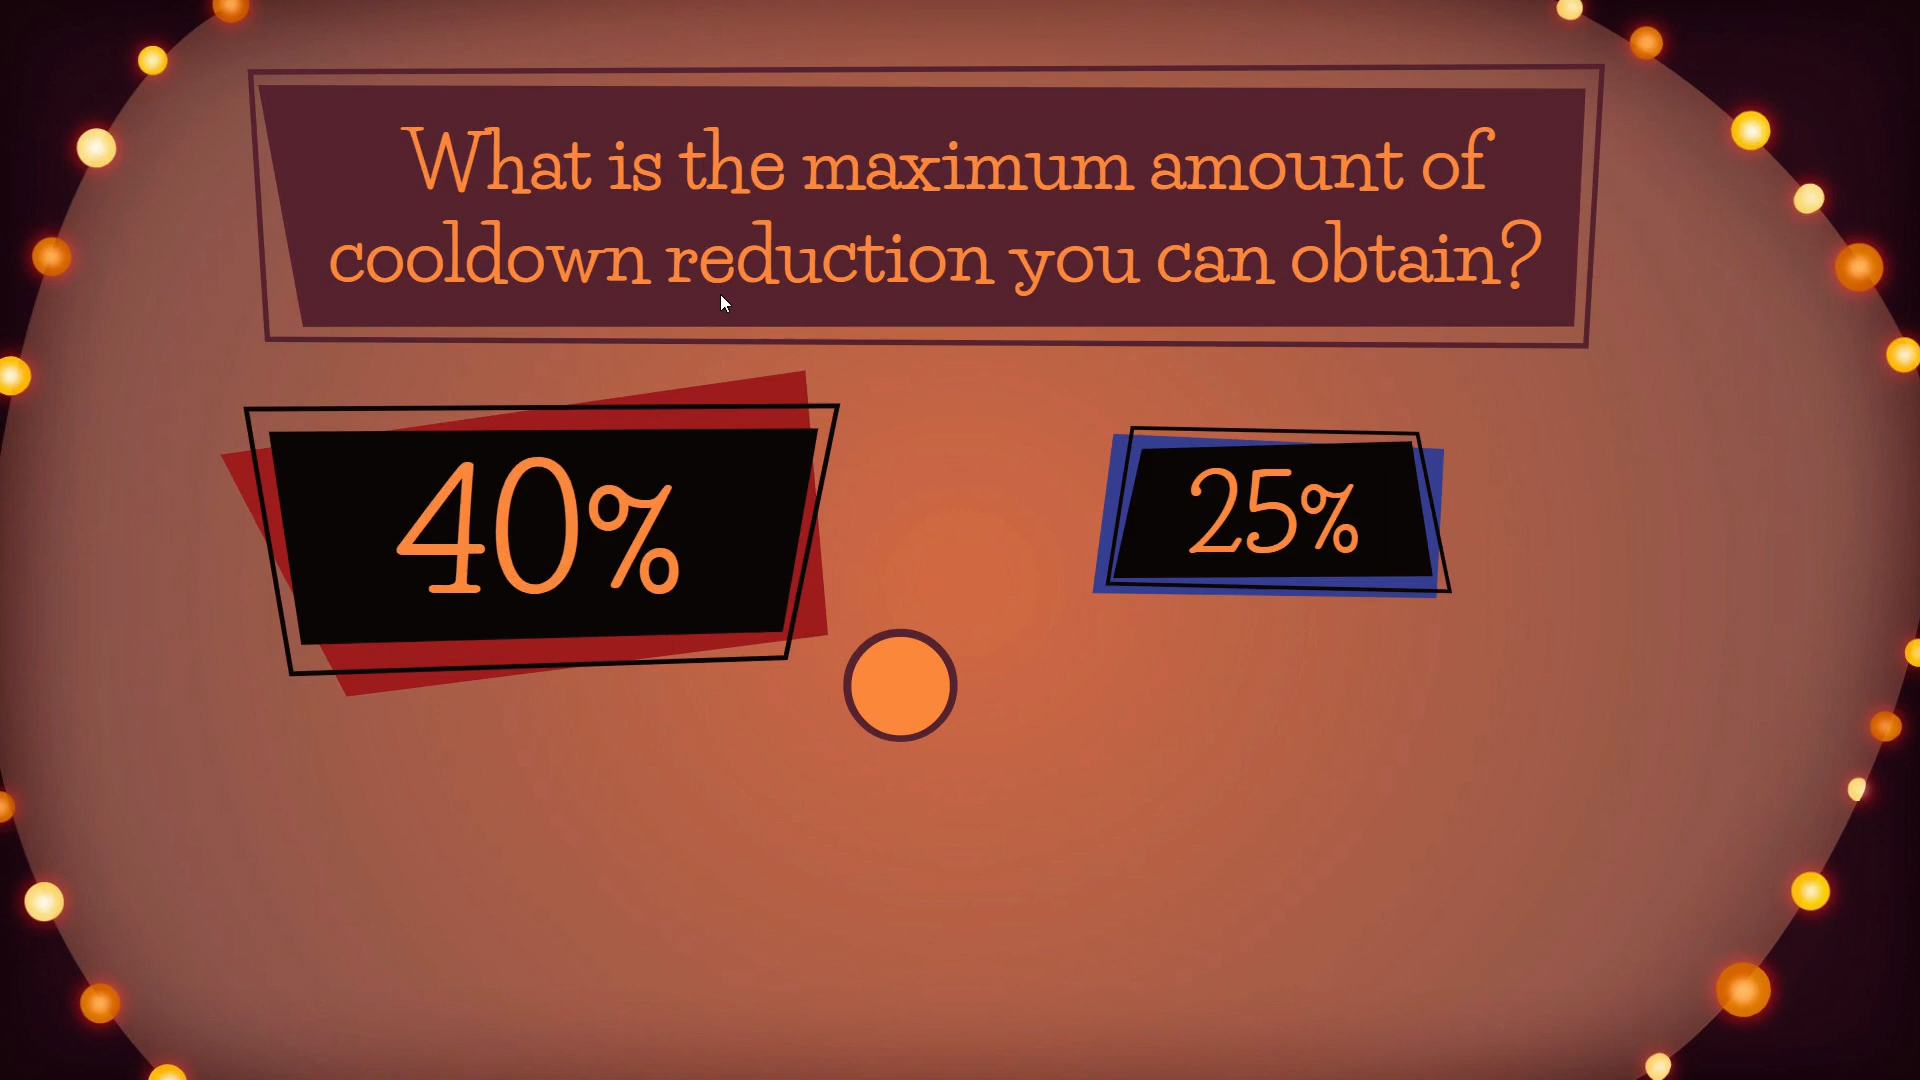 What is the maximum amount of
cooldown reduction you can obtain?
40%
25%